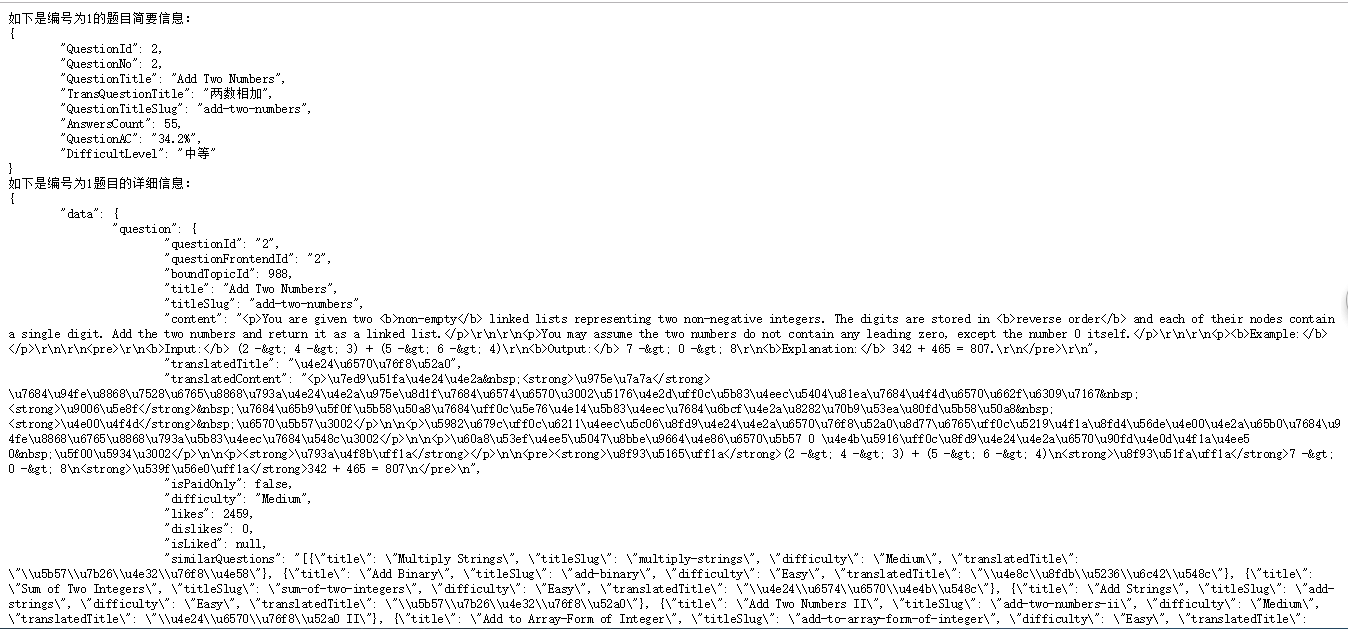 如下是编号为1的题目简要信息:
{
"QuestionId": 2,
"QuestionNo": 2,
"QuestionTitle": "Add Two Numbers",
"TransQuestionTitle": "两数相加",
"QuestionTitleSlug": "add-two-numbers",
"AnswersCount": 55,
"QuestionAC": "34.2%",
"DifficultLevel": "中等"
}
如下是编号为1题目的详细信息:
{
"data": {
"question": {
"questionId": "2",
"questionFrontendId": "2",
"boundTopicId": 988,
"title": "Add Two Numbers",
"titleSlug": "add-two-numbers",
"content": "<p>You are given two <b>non-empty</b> linked lists representing two non-negative integers. The digits are stored in <b>reverse order</b> and each of their nodes contain
a single digit. Add the two numbers and return it as a linked list.</p>\r\n\r\n<p>You may assume the two numbers do not contain any leading zero, except the number 0 itself.</p>\r\n\r\n<p><b>Example:</b>
</p>\r\n\r\n<pre>\r\n<b>Input:</b> (2 -&gt; 4 -&gt; 3) + (5 -&gt; 6 -&gt; 4)\r\n<b>Output:</b> 7 -&gt; 0 -&gt; 8\r\n<b>Explanation:</b> 342 + 465 = 807.\r\n</pre>\r\n",
"translatedTitle": "\u4e24\u6570\u76f8\u52a0",
"translatedContent": "<p>\u7ed9\u51fa\u4e24\u4e2a&nbsp;<strong>\u975e\u7a7a</strong>
\u7684\u94fe\u8868\u7528\u6765\u8868\u793a\u4e24\u4e2a\u975e\u8d1f\u7684\u6574\u6570\u3002\u5176\u4e2d\uff0c\u5b83\u4eec\u5404\u81ea\u7684\u4f4d\u6570\u662f\u6309\u7167&nbsp;
<strong>\u9006\u5e8f</strong>&nbsp;\u7684\u65b9\u5f0f\u5b58\u50a8\u7684\uff0c\u5e76\u4e14\u5b83\u4eec\u7684\u6bcf\u4e2a\u8282\u70b9\u53ea\u80fd\u5b58\u50a8&nbsp;
<strong>\u4e00\u4f4d</strong>&nbsp;\u6570\u5b57\u3002</p>\n\n<p>\u5982\u679c\uff0c\u6211\u4eec\u5c06\u8fd9\u4e24\u4e2a\u6570\u76f8\u52a0\u8d77\u6765\uff0c\u5219\u4f1a\u8fd4\u56de\u4e00\u4e2a\u65b0\u7684\u9
4fe\u8868\u6765\u8868\u793a\u5b83\u4eec\u7684\u548c\u3002</p>\n\n<p>\u60a8\u53ef\u4ee5\u5047\u8bbe\u9664\u4e86\u6570\u5b57 0 \u4e4b\u5916\uff0c\u8fd9\u4e24\u4e2a\u6570\u90fd\u4e0d\u4f1a\u4ee5
0&nbsp;\u5f00\u5934\u3002</p>\n\n<p><strong>\u793a\u4f8b\uff1a</strong></p>\n\n<pre><strong>\u8f93\u5165\uff1a</strong>(2 -&gt; 4 -&gt; 3) + (5 -&gt; 6 -&gt; 4)\n<strong>\u8f93\u51fa\uff1a</strong>7 -&gt;
0 -&gt; 8\n<strong>\u539f\u56e0\uff1a</strong>342 + 465 = 807\n</pre>\n",
"isPaidOnly": false,
"difficulty": "Medium",
"likes": 2459,
"dislikes": 0,
"isLiked": null,
"similarQuestions": "[{\"title\": \"Multiply Strings\", \"titleSlug\": \"multiply-strings\", \"difficulty\": \"Medium\", \"translatedTitle\":
\"\\u5b57\\u7b26\\u4e32\\u76f8\\u4e58\"}, {\"title\": \"Add Binary\", \"titleSlug\": \"add-binary\", \"difficulty\": \"Easy\", \"translatedTitle\": \"\\u4e8c\\u8fdb\\u5236\\u6c42\\u548c\"}, {\"title\":
\"Sum of Two Integers\", \"titleSlug\": \"sum-of-two-integers\", \"difficulty\": \"Easy\", \"translatedTitle\": \"\\u4e24\\u6574\\u6570\\u4e4b\\u548c\"}, {\"title\": \"Add Strings\", \"titleSlug\": \"add-
strings\", \"difficulty\": \"Easy\", \"translatedTitle\": \"\\u5b57\\u7b26\\u4e32\\u76f8\\u52a0\"}, {\"title\": \"Add Two Numbers II\", \"titleSlug\": \"add-two-numbers-ii\", \"difficulty\": \"Medium\",
\"translatedTitle\": \"\\u4e24\\u6570\\u76f8\\u52a0 II\"}, {\"title\": \"Add to Array-Form of Integer\", \"titleSlug\": \"add-to-array-form-of-integer\", \"difficulty\": \"Easy\", \"translatedTitle\":